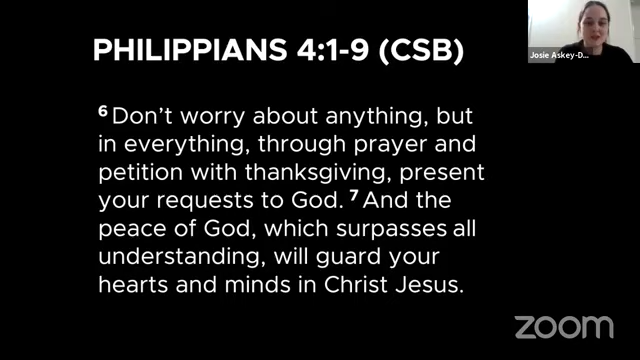 PHILIPPIANS 4:1-9 (CSB)
Josie Askey-D...
6 Don't worry about anything, but
in everything, through prayer and
petition with thanksgiving, present
your requests to God. 7 And the
peace of God, which surpasses all
understanding, will guard your
hearts and minds in Christ Jesus.
zoom